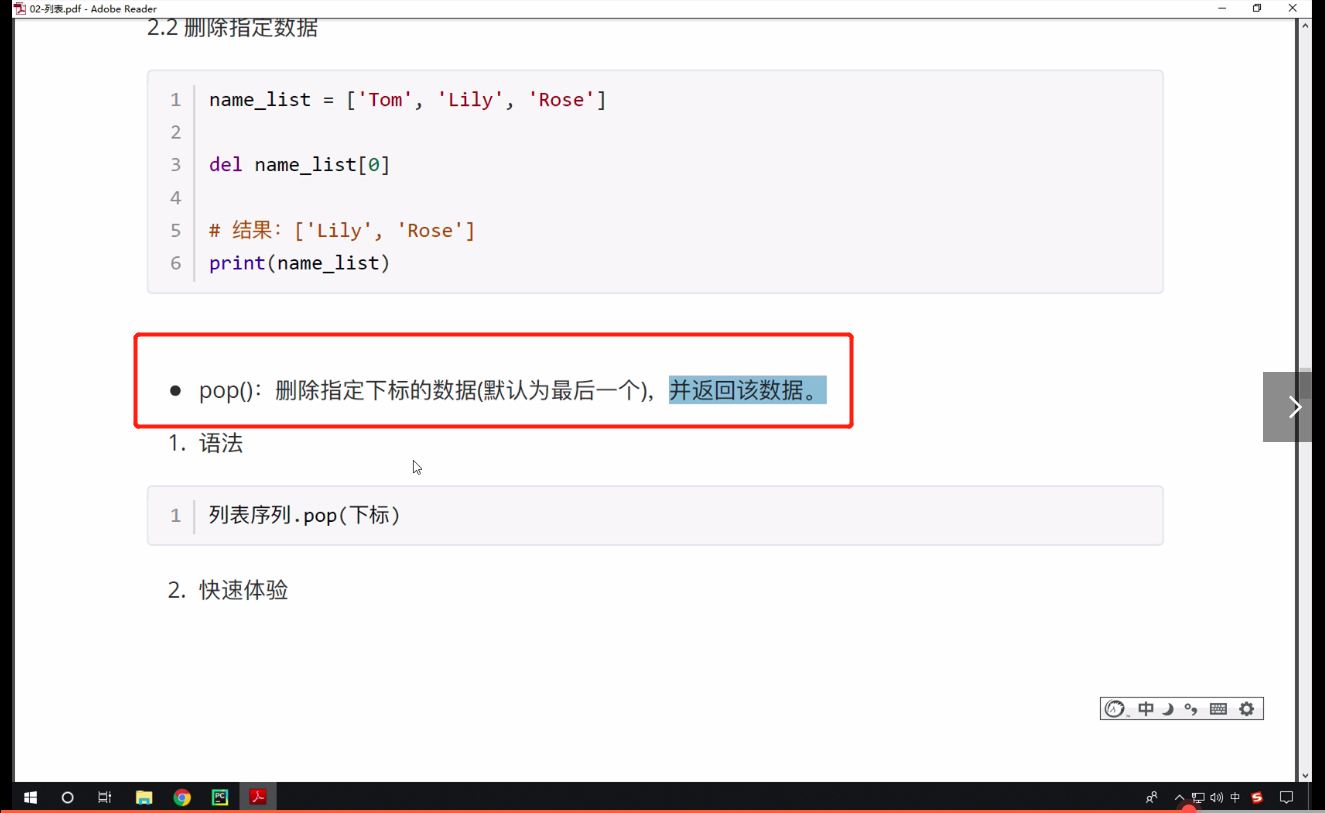 02-列表.pdf - Adobe Reader
2.2 删除指定数据
1 name_list = ['Tom', 'Lily', 'Rose']
2
3 del name_list[0]
4
5 # 结果：['Lily', 'Rose']
6 print(name_list)
● pop()：删除指定下标的数据(默认为最后一个)，并返回该数据。
1. 语法
1 列表序列.pop(下标)
2. 快速体验
中
PC
中